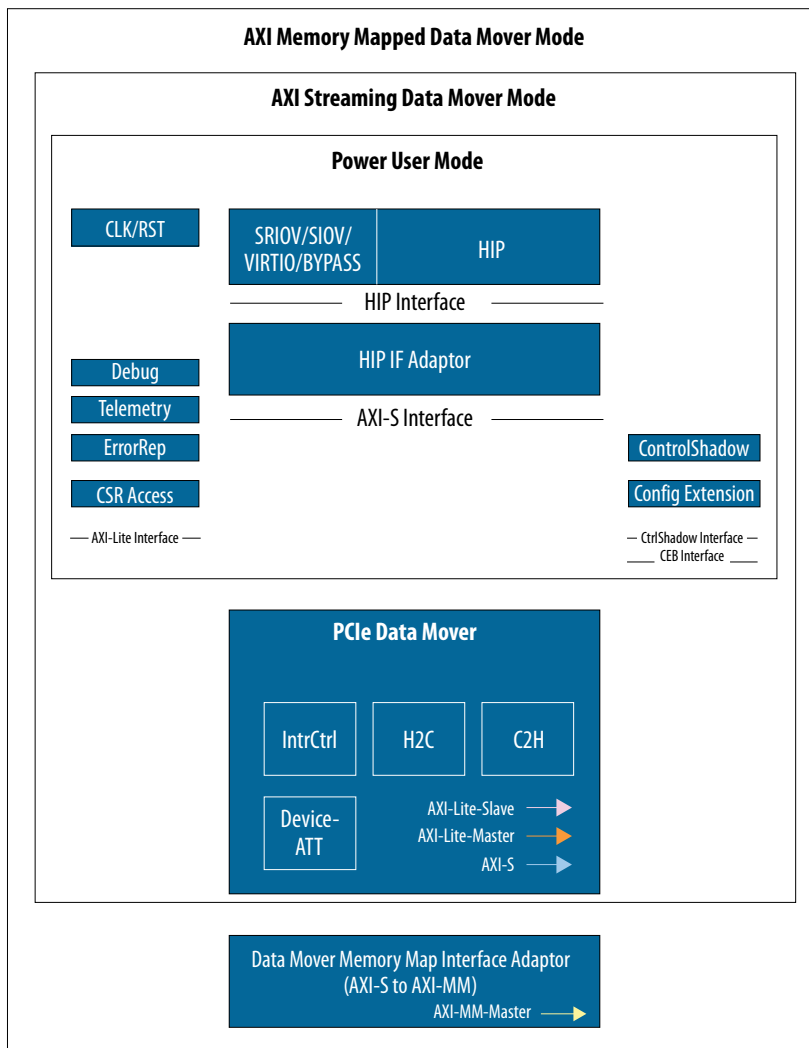 AXI Memory Mapped Data Mover Mode
AXI Streaming Data Mover Mode
Power User Mode
CLK/RST
SRIOV/SIOV/
VIRTIO/BYPASS
HIP
HIP Interface
HIP IF Adaptor
AXI-S Interface
Debug
Telemetry
ErrorRep
CSR Access
AXI-Lite Interface
ControlShadow
Config Extension
CtrlShadow Interface
CEB Interface
PCIe Data Mover
IntrCtrl
H2C
C2H
Device-
ATT
AXI-Lite-Slave
AXI-Lite-Master
AXI-S
Data Mover Memory Map Interface Adaptor
(AXI-S to AXI-MM)
AXI-MM-Master